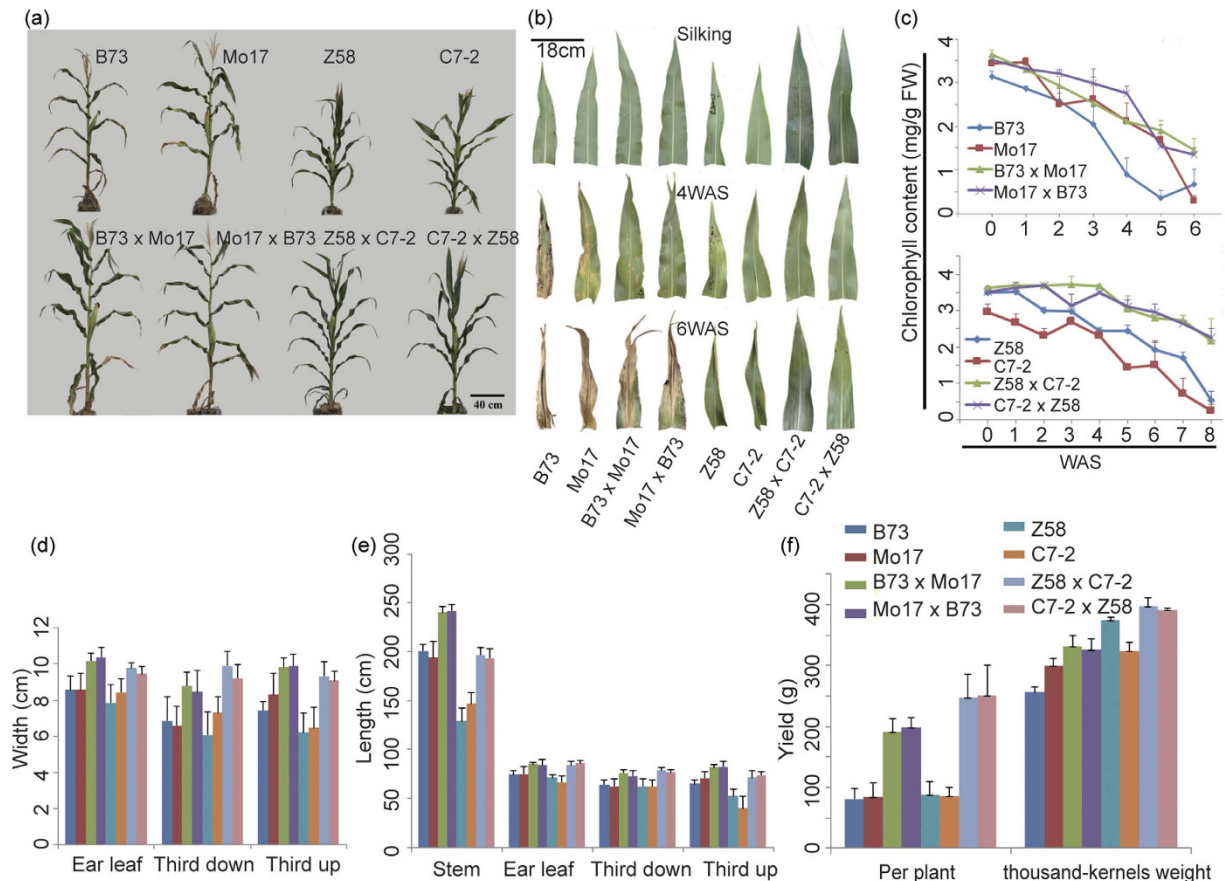 (a)
B73
Mo17
Z58
C7-2
B73 x Mo17
Mo17 x B73
Z58 x C7-2
C7-2 x Z58
40 cm
(b)
18cm
Silking
4WAS
6WAS
B73
Mo17
B73 x Mo17
Mo17 x B73
Z58
C7-2
Z58 x C7-2
C7-2 x Z58
(c)
Chlorophyll content (mg/g FW)
4
3
2
1
0
B73
Mo17
B73 x Mo17
Mo17 x B73
0 1 2 3 4 5 6
4
3
2
1
0
Z58
C7-2
Z58 x C7-2
C7-2 x Z58
0 1 2 3 4 5 6 7 8
WAS
(d)
Width (cm)
12
10
8
6
4
2
0
Ear leaf Third down Third up
(e)
Length (cm)
300
250
200
150
100
50
0
Stem Ear leaf Third down Third up
(f)
B73
Mo17
B73 x Mo17
Mo17 x B73
Z58
C7-2
Z58 x C7-2
C7-2 x Z58
Yield (g)
400
300
200
100
0
Per plant thousand-kernels weight